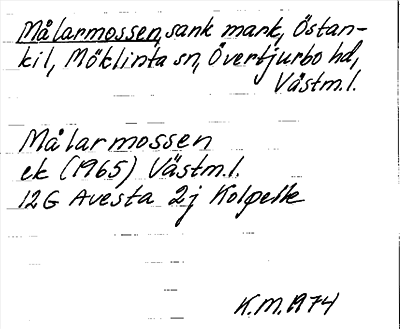 Målarmossen, sank mark, Östan-
kil, Möklinta sn, Övertjurbo hd,
Västm.l.
Målarmossen
ek (1965) Västm.l.
12G Avesta 2j Kolpelle
K.M. 1974